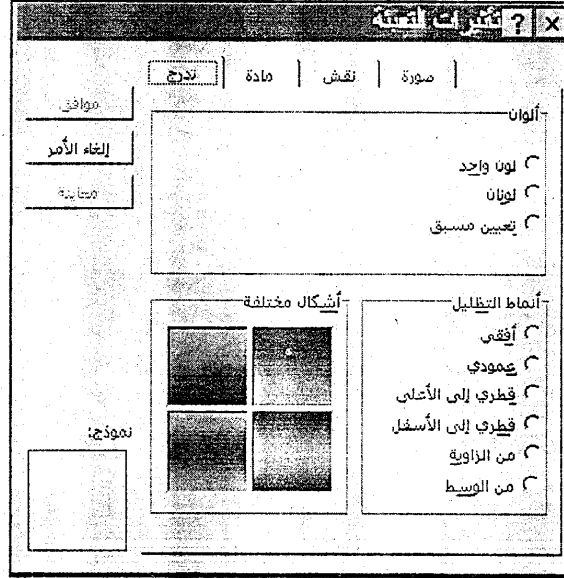 تأثيرات التعبئة
صورة نقش مادة تدرج
موافق
إلغاء الأمر
معاينة
ألوان
لون واحد
لونان
تعيين مسبق
أنماط التظليل
أفقي
عمودي
قطري إلى الأعلى
قطري إلى الأسفل
من الزاوية
من الوسط
أشكال مختلفة
نموذج: